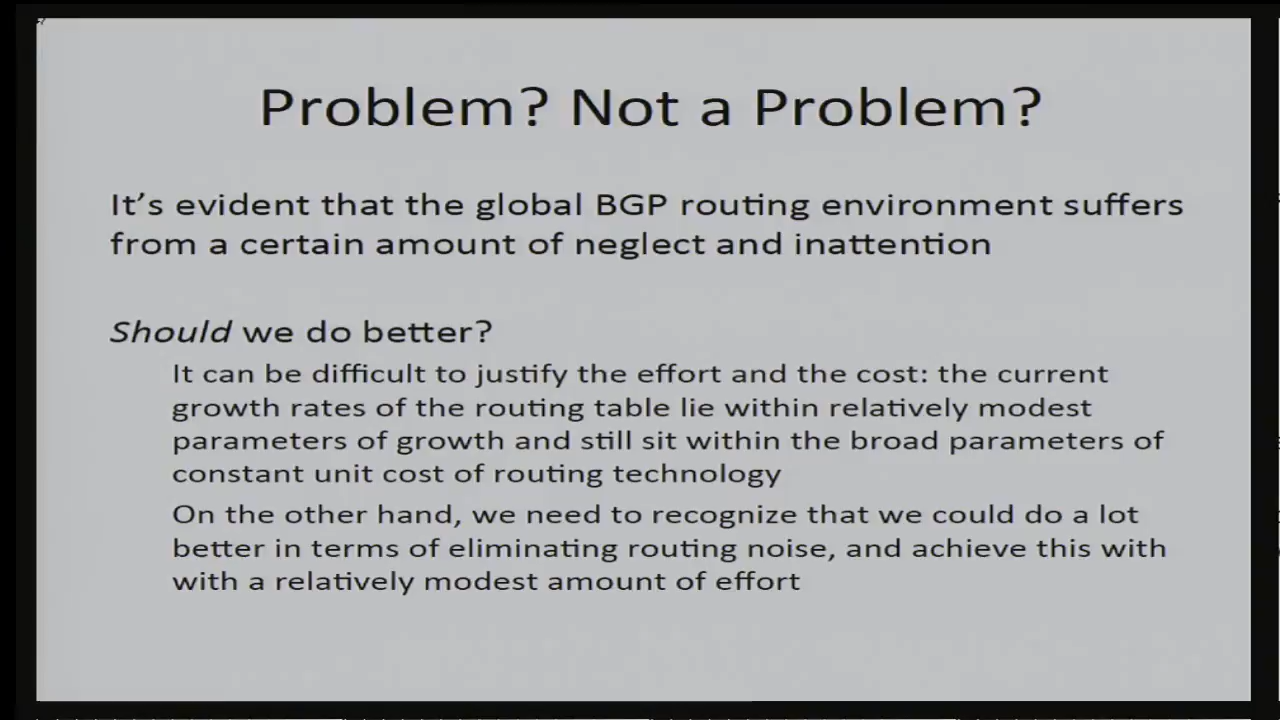 Problem? Not a Problem?
It's evident that the global BGP routing environment suffers
from a certain amount of neglect and inattention
Should we do better?
It can be difficult to justify the effort and the cost: the current
growth rates of the routing table lie within relatively modest
parameters of growth and still sit within the broad parameters of
constant unit cost of routing technology
On the other hand, we need to recognize that we could do a lot
better in terms of eliminating routing noise, and achieve this with
with a relatively modest amount of effort